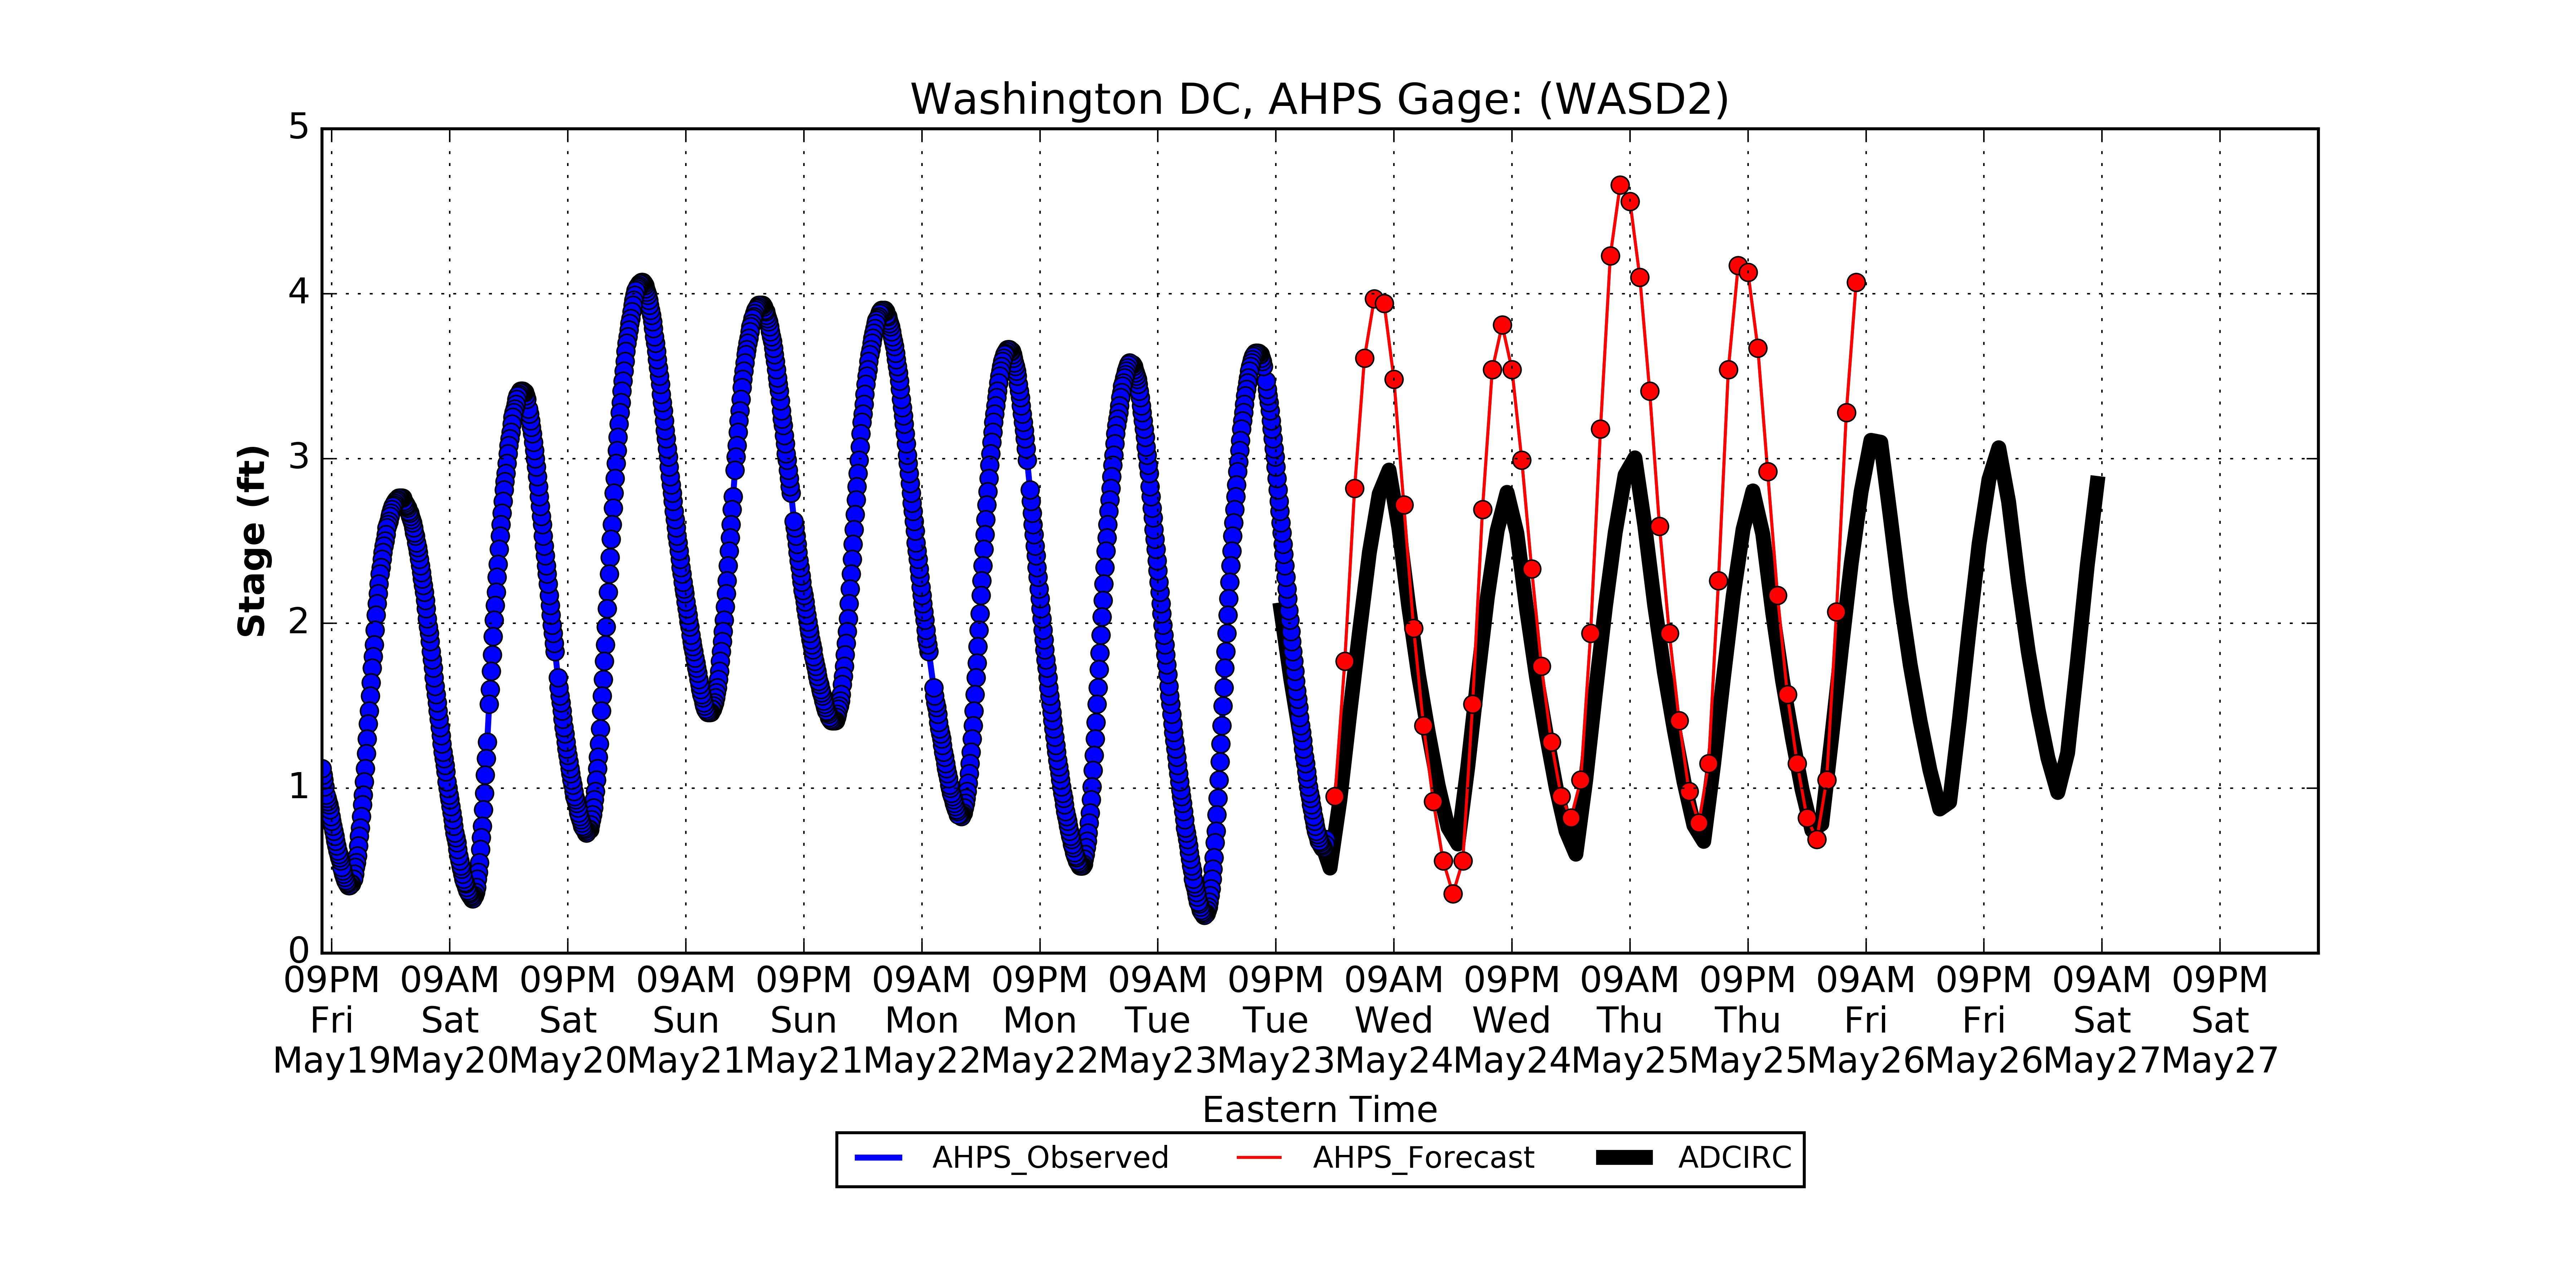 Washington DC, AHPS Gage: (WASD2)
5
4
3
2
1
0
Stage (ft)
09PM 09AM 09PM 09AM 09PM 09AM 09PM 09AM 09PM 09AM 09PM 09AM 09PM 09AM 09PM 09AM 09PM
Fri Sat Sat Sun Sun Mon Mon Tue Tue Wed Wed Thu Thu Fri Fri Sat Sat
May19 May20 May20 May21 May21 May22 May22 May23 May23 May24 May24 May25 May25 May26 May26 May27 May27
Eastern Time
AHPS_Observed AHPS_Forecast ADCIRC